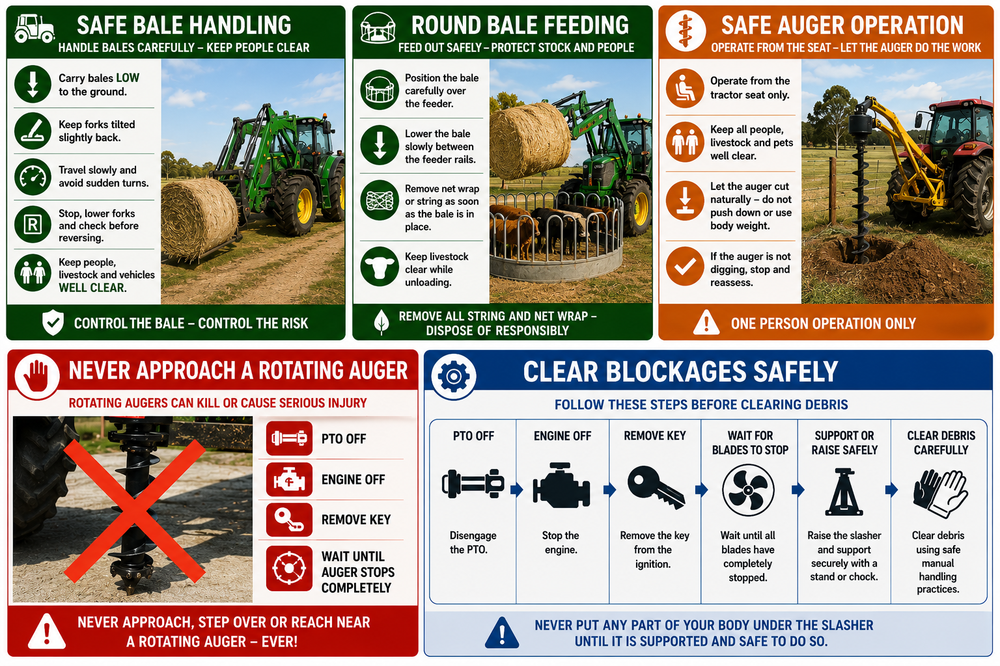 SAFE BALE HANDLING
HANDLE BALES CAREFULLY – KEEP PEOPLE CLEAR
Carry bales LOW
to the ground.
Keep forks tilted
slightly back.
Travel slowly and
avoid sudden turns.
R
Stop, lower forks
and check before
reversing.
Keep people,
livestock and vehicles
WELL CLEAR.
CONTROL THE BALE – CONTROL THE RISK
ROUND BALE FEEDING
FEED OUT SAFELY – PROTECT STOCK AND PEOPLE
Position the bale
carefully over
the feeder.
Lower the bale
slowly between
the feeder rails.
Remove net wrap
or string as soon
as the bale is in
place.
Keep livestock
clear while
unloading.
REMOVE ALL STRING AND NET WRAP –
DISPOSE OF RESPONSIBLY
SAFE AUGER OPERATION
OPERATE FROM THE SEAT – LET THE AUGER DO THE WORK
Operate from the
tractor seat only.
Keep all people,
livestock and pets
well clear.
Let the auger cut
naturally – do not
push down or use
body weight.
If the auger is not
digging, stop and
reassess.
ONE PERSON OPERATION ONLY
NEVER APPROACH A ROTATING AUGER
ROTATING AUGERS CAN KILL OR CAUSE SERIOUS INJURY
PTO OFF
ENGINE OFF
REMOVE KEY
WAIT UNTIL
AUGER STOPS
COMPLETELY
NEVER APPROACH, STEP OVER OR REACH NEAR
A ROTATING AUGER – EVER!
CLEAR BLOCKAGES SAFELY
FOLLOW THESE STEPS BEFORE CLEARING DEBRIS
PTO OFF
Disengage
the PTO.
ENGINE OFF
Stop the
engine.
REMOVE KEY
Remove the key
from the
ignition.
WAIT FOR
BLADES TO STOP
Wait until all
blades have
completely
stopped.
SUPPORT OR
RAISE SAFELY
Raise the slasher
and support
securely with a
stand or chock.
CLEAR DEBRIS
CAREFULLY
Clear debris
using safe
manual
handling
practices.
NEVER PUT ANY PART OF YOUR BODY UNDER THE SLASHER
UNTIL IT IS SUPPORTED AND SAFE TO DO SO.